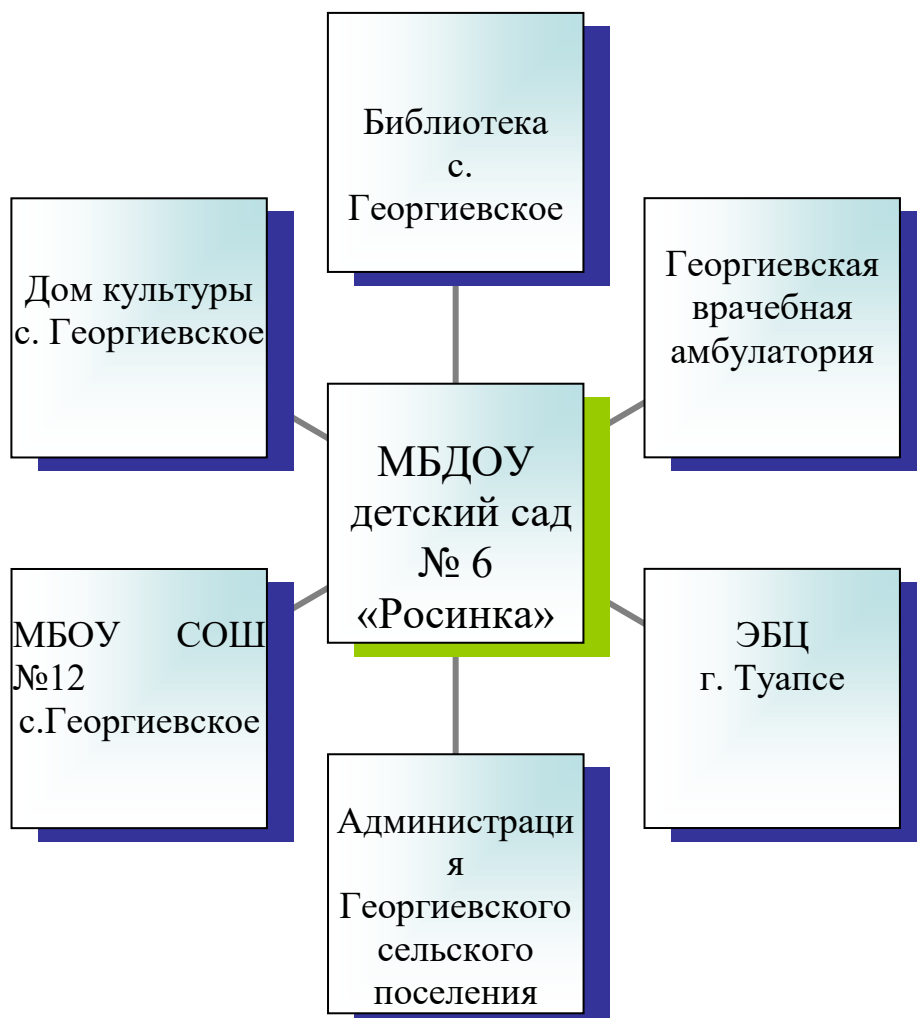 Библиотека
с.
Георгиевское
Дом культуры
с. Георгиевское
Георгиевская
врачебная
амбулатория
МБДОУ
детский сад
№ 6
«Росинка»
МБОУ СОШ
№12
с.Георгиевское
ЭБЦ
г. Туапсе
Администраци
я
Георгиевского
сельского
поселения